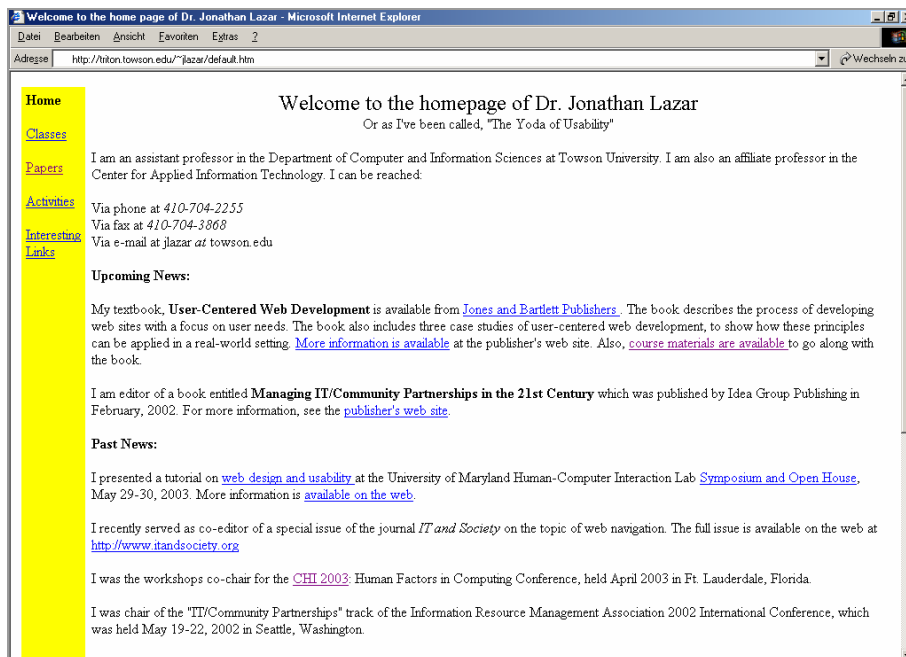 Welcome to the home page of Dr. Jonathan Lazar - Microsoft Internet Explorer
Datei Bearbeiten Ansicht Favoriten Extras ?
Adresse http://triton.towson.edu/~jlazar/default.htm Wechseln zu
Home
Classes
Papers
Activities
Interesting
Links
Welcome to the homepage of Dr. Jonathan Lazar
Or as I've been called, "The Yoda of Usability"
I am an assistant professor in the Department of Computer and Information Sciences at Towson University. I am also an affiliate professor in the
Center for Applied Information Technology. I can be reached:
Via phone at 410-704-2255
Via fax at 410-704-3868
Via e-mail at jlazar at towson.edu
Upcoming News:
My textbook, User-Centered Web Development is available from Jones and Bartlett Publishers . The book describes the process of developing
web sites with a focus on user needs. The book also includes three case studies of user-centered web development, to show how these principles
can be applied in a real-world setting. More information is available at the publisher's web site. Also, course materials are available to go along with
the book.
I am editor of a book entitled Managing IT/Community Partnerships in the 21st Century which was published by Idea Group Publishing in
February, 2002. For more information, see the publisher's web site.
Past News:
I presented a tutorial on web design and usability at the University of Maryland Human-Computer Interaction Lab Symposium and Open House,
May 29-30, 2003. More information is available on the web.
I recently served as co-editor of a special issue of the journal IT and Society on the topic of web navigation. The full issue is available on the web at
http://www.itandsociety.org
I was the workshops co-chair for the CHI 2003: Human Factors in Computing Conference, held April 2003 in Ft. Lauderdale, Florida.
I was chair of the "IT/Community Partnerships" track of the Information Resource Management Association 2002 International Conference, which
was held May 19-22, 2002 in Seattle, Washington.